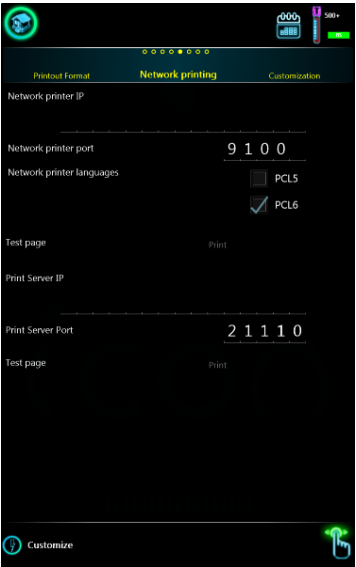 500+
85
Printout Format
Network printing
Customization
Network printer IP
Network printer port 9100
Network printer languages PCL5
PCL6
Test page Print
Print Server IP
Print Server Port 21110
Test page Print
Customize